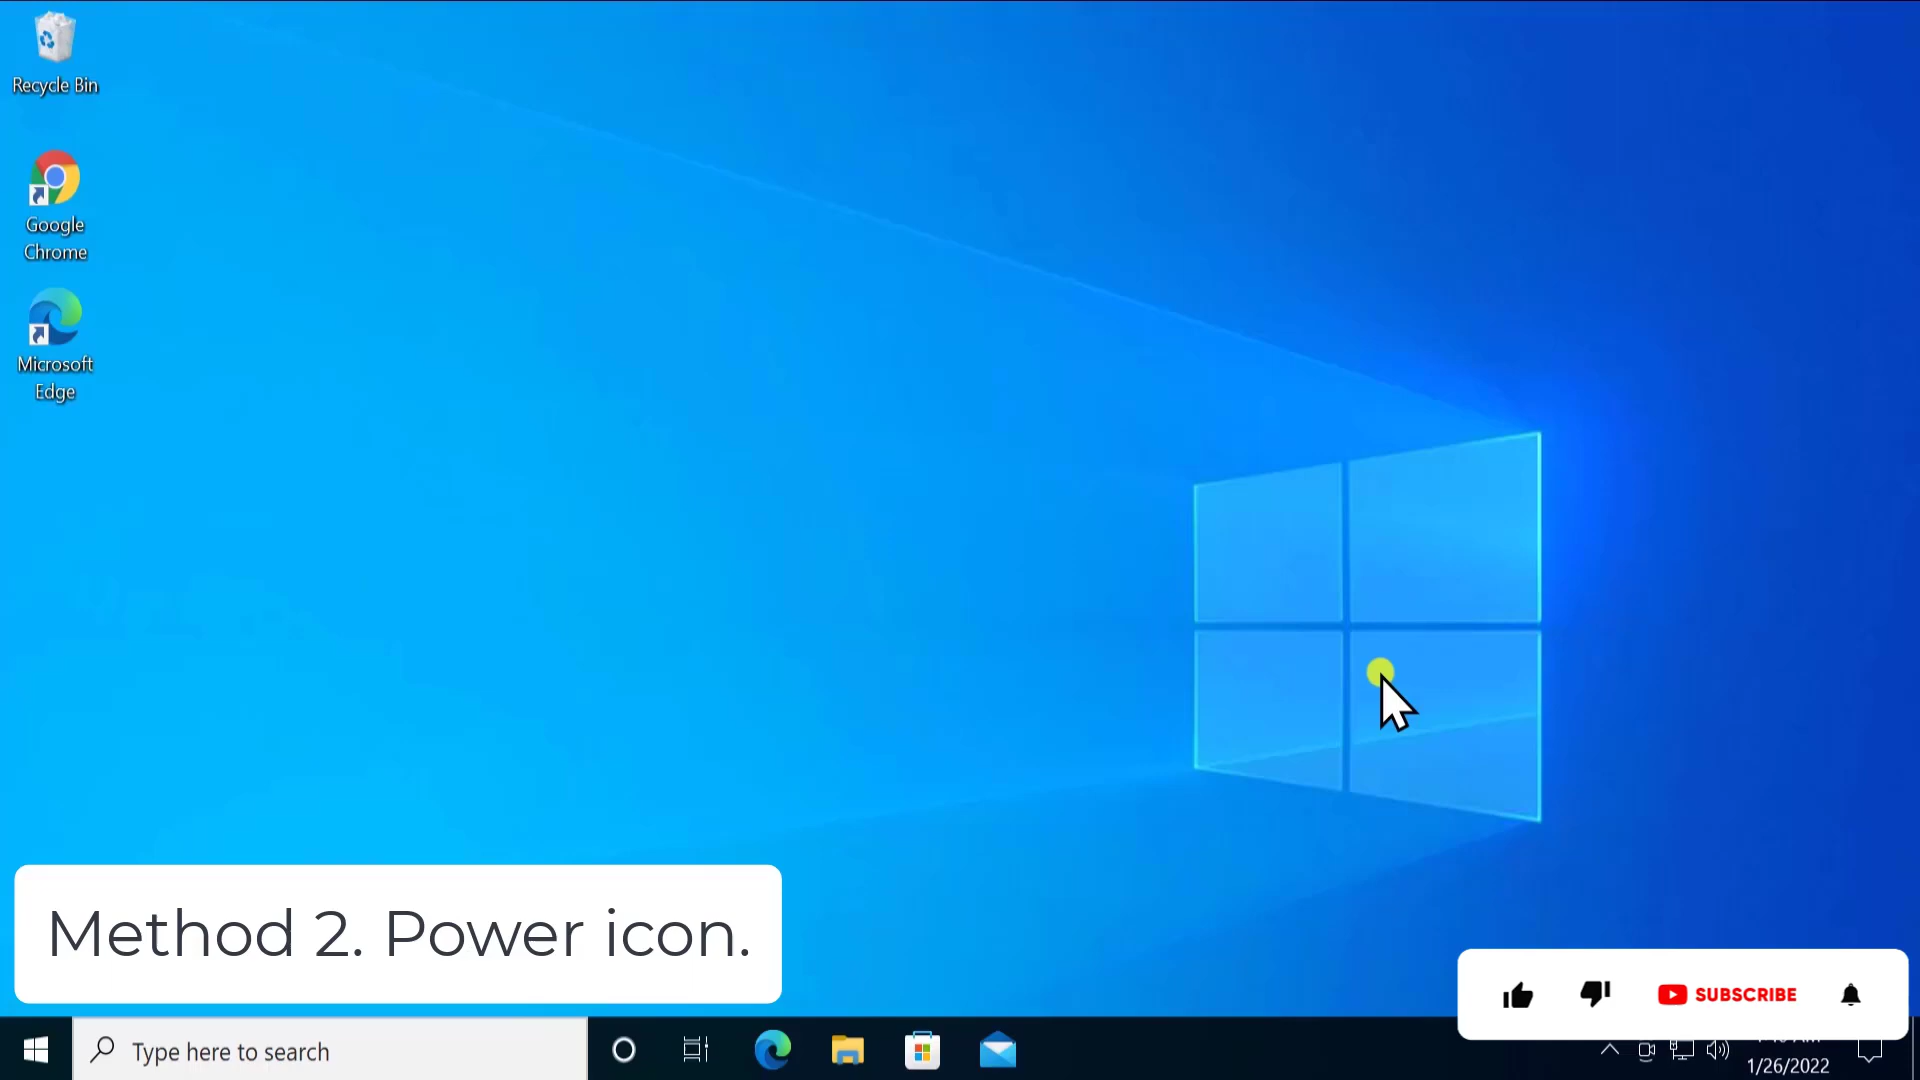 Recycle Bin
Google
Chrome
Microsoft
Edge
Method 2. Power icon.
SUBSCRIBE
Type here to search
1/26/2022